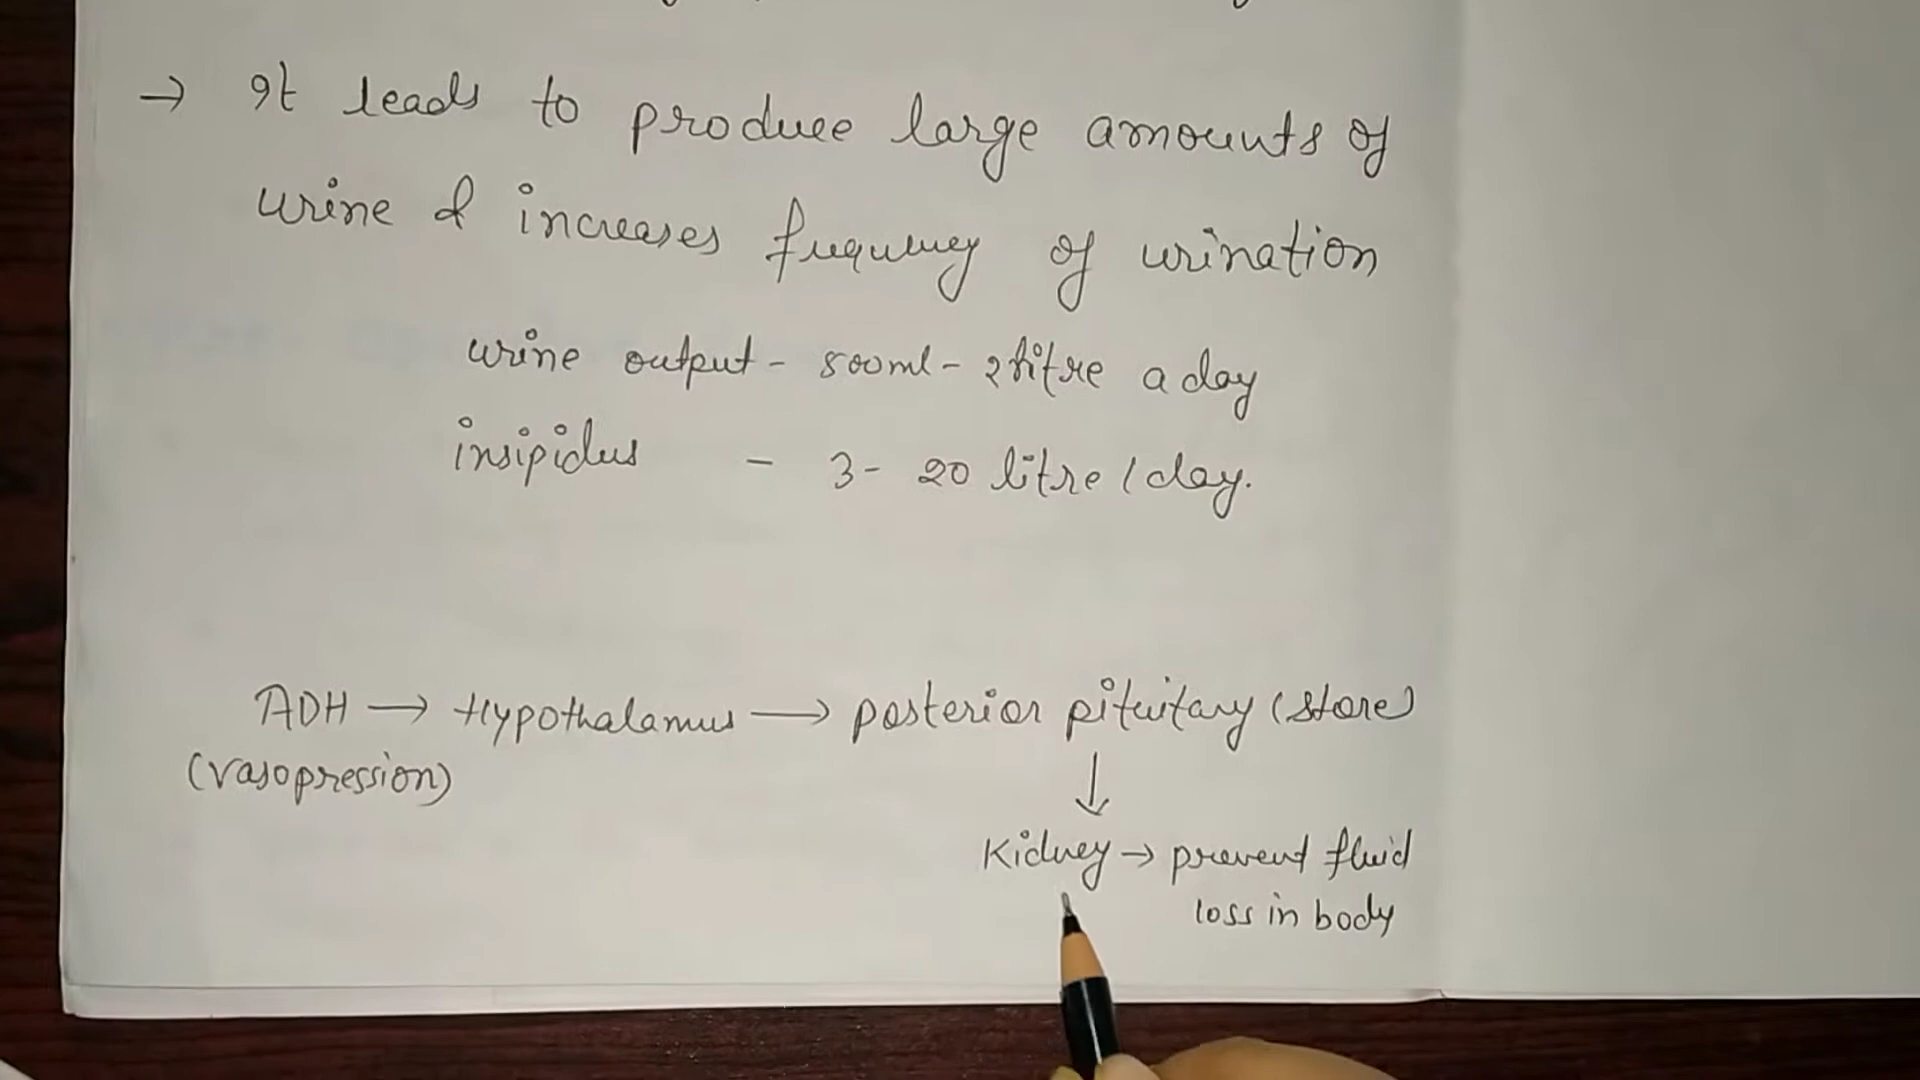 → It leads to produce large amounts of
urine & increases frequency of urination
urine output - 800ml - 2litre a day
insipidus - 3- 20 litre / day.
ADH → Hypothalamus → posterior pituitary (store)
(vasopression)
↓
Kidney → prevent fluid
loss in body